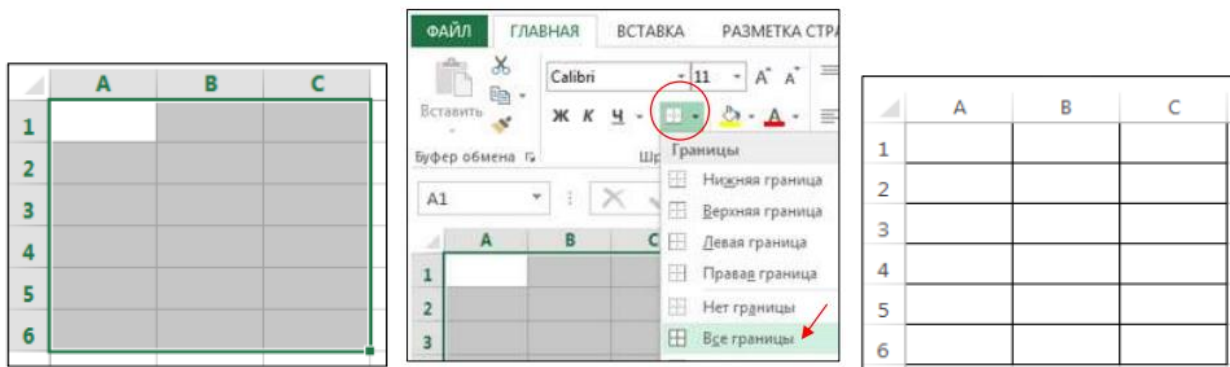 A B C
1
2
3
4
5
6
ФАЙЛ ГЛАВНАЯ ВСТАВКА РАЗМЕТКА СТРА
Calibri 11 A A
Вставить Ж К Ч A
Буфер обмена Шр
Границы
Нижняя граница
Верхняя граница
Левая граница
Правая граница
Нет границы
Все границы
A1
A B C
1
2
3
A B C
1
2
3
4
5
6